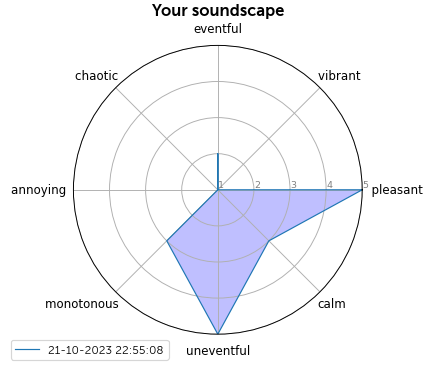 Your soundscape
eventful
chaotic
vibrant
annoying
1 2 3 4 5
pleasant
monotonous
calm
uneventful
21-10-2023 22:55:08